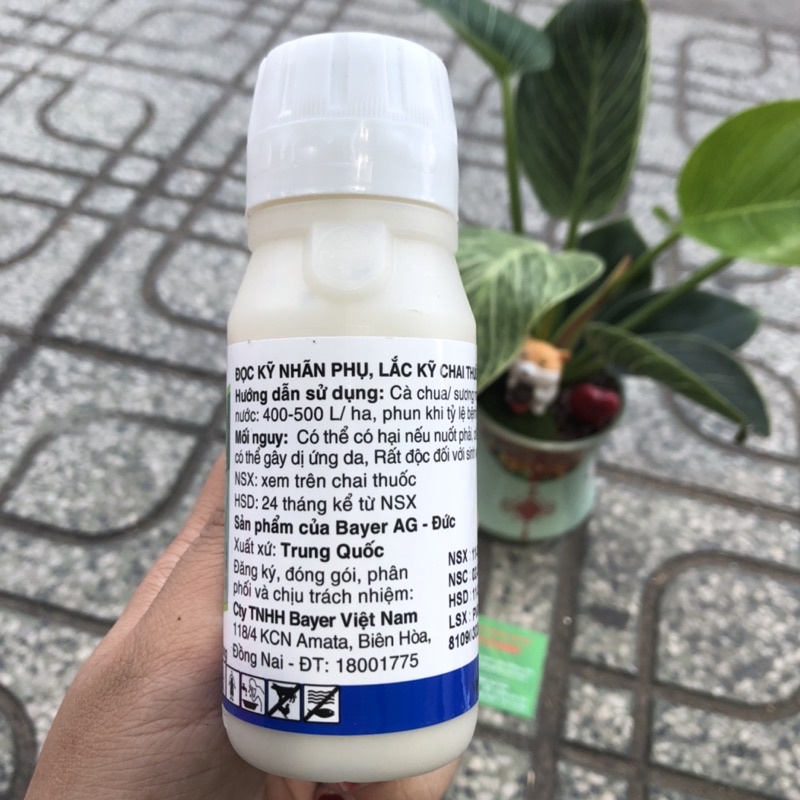 ĐỌC KỸ NHÃN PHỤ, LẮC KỸ CHAI
Hướng dẫn sử dụng: Cà chua/ sương
nước: 400-500 L/ ha, phun khi tỷ lệ
Mối nguy: Có thể có hại nếu nuốt phải,
có thể gây dị ứng da, Rất độc đối với sinh
NSX: xem trên chai thuốc
HSD: 24 tháng kể từ NSX
Sản phẩm của Bayer AG - Đức
Xuất xứ: Trung Quốc
Đăng ký, đóng gói, phân
phối và chịu trách nhiệm:
Cty TNHH Bayer Việt Nam
118/4 KCN Amata, Biên Hòa,
Đồng Nai - ĐT: 18001775
NSX :
NSC :
HSD :
LSX :